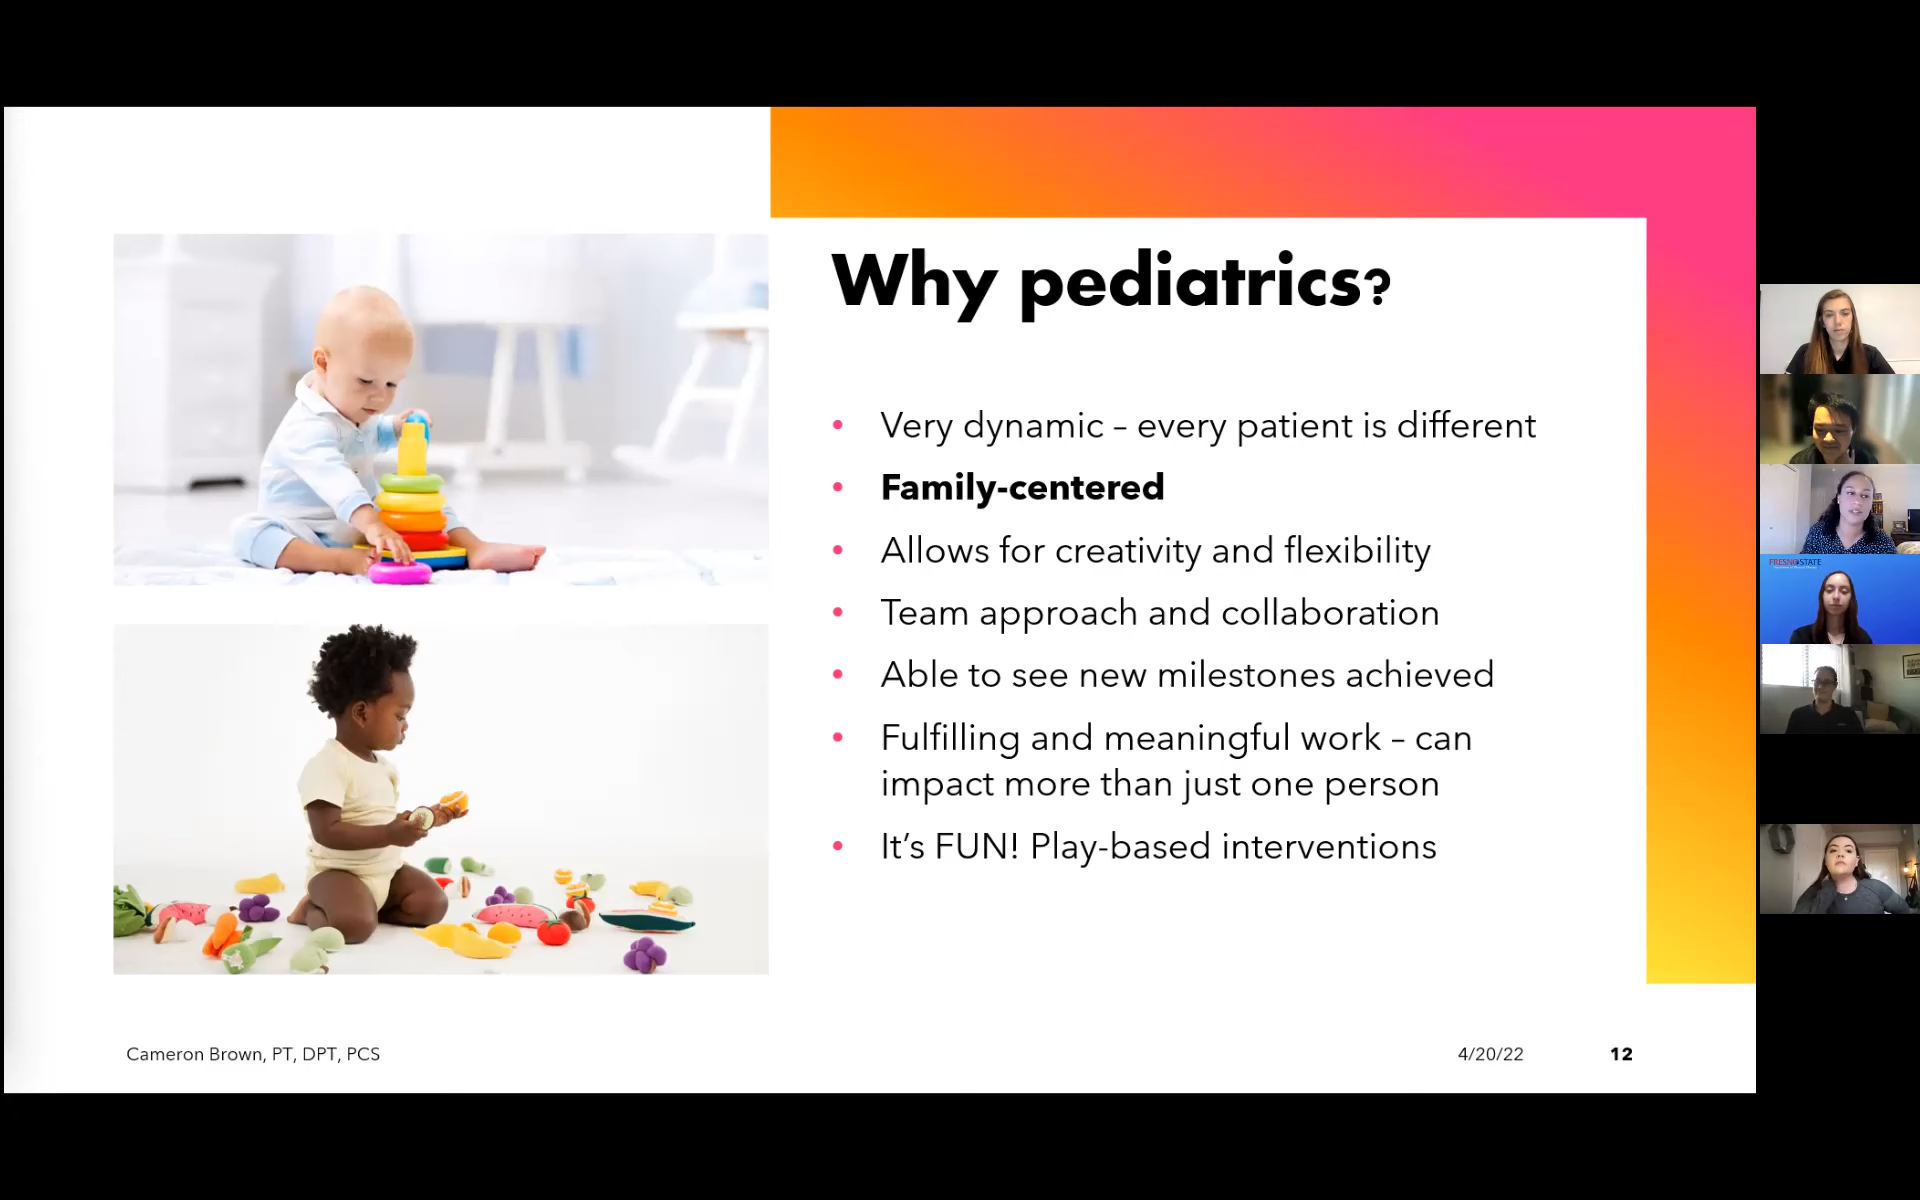 Why pediatrics?
• Very dynamic – every patient is different
• Family-centered
• Allows for creativity and flexibility
• Team approach and collaboration
• Able to see new milestones achieved
• Fulfilling and meaningful work – can
impact more than just one person
• It’s FUN! Play-based interventions
Cameron Brown, PT, DPT, PCS
4/20/22
12
FRESNO STATE